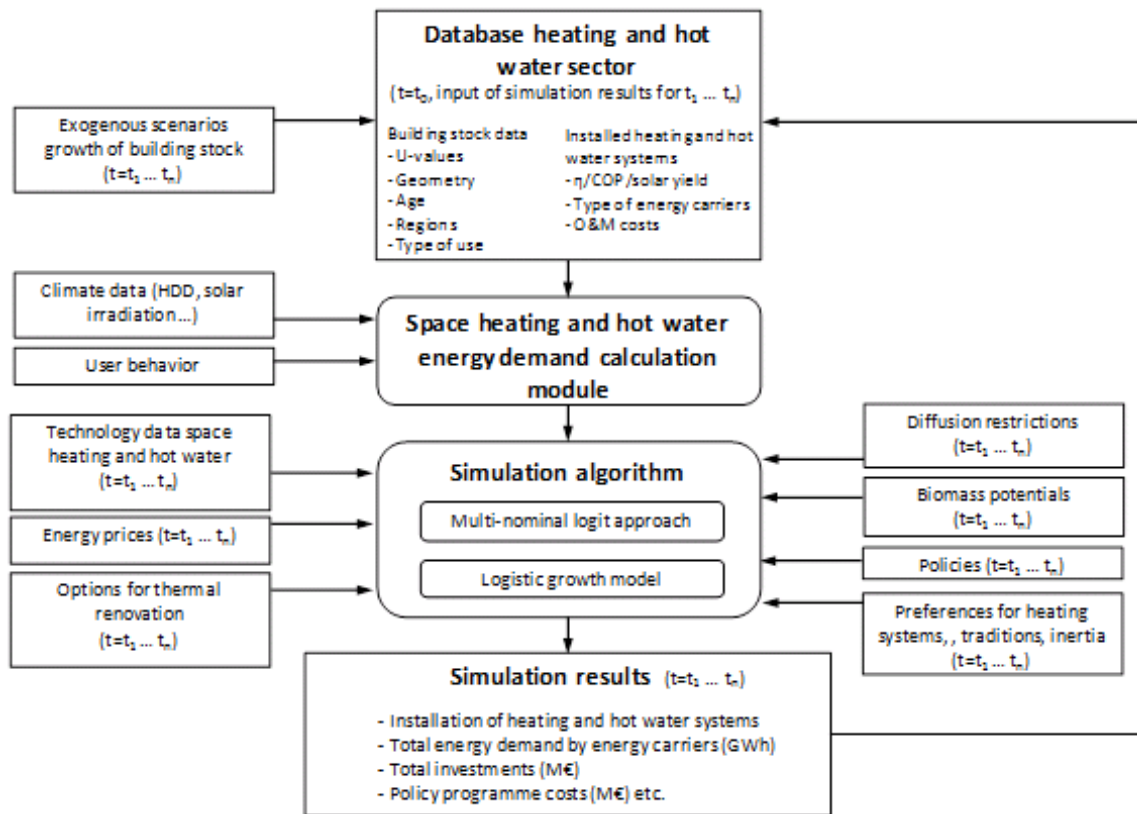 Database heating and hot
water sector
(t=t₀, input of simulation results for t₁ ... tₙ)
Building stock data
- U-values
- Geometry
- Age
- Regions
- Type of use
Installed heating and hot
water systems
- η/COP/solar yield
- Type of energy carriers
- O&M costs
Exogenous scenarios
growth of building stock
(t=t₁ ... tₙ)
Climate data (HDD, solar
irradiation ...)
User behavior
Space heating and hot water
energy demand calculation
module
Technology data space
heating and hot water
(t=t₁ ... tₙ)
Energy prices (t=t₁ ... tₙ)
Options for thermal
renovation
(t=t₁ ... tₙ)
Simulation algorithm
Multi-nominal logit approach
Logistic growth model
Diffusion restrictions
(t=t₁ ... tₙ)
Biomass potentials
(t=t₁ ... tₙ)
Policies (t=t₁ ... tₙ)
Preferences for heating
systems, , traditions, inertia
(t=t₁ ... tₙ)
Simulation results (t=t₁ ... tₙ)
- Installation of heating and hot water systems
- Total energy demand by energy carriers (GWh)
- Total investments (M€)
- Policy programme costs (M€) etc.